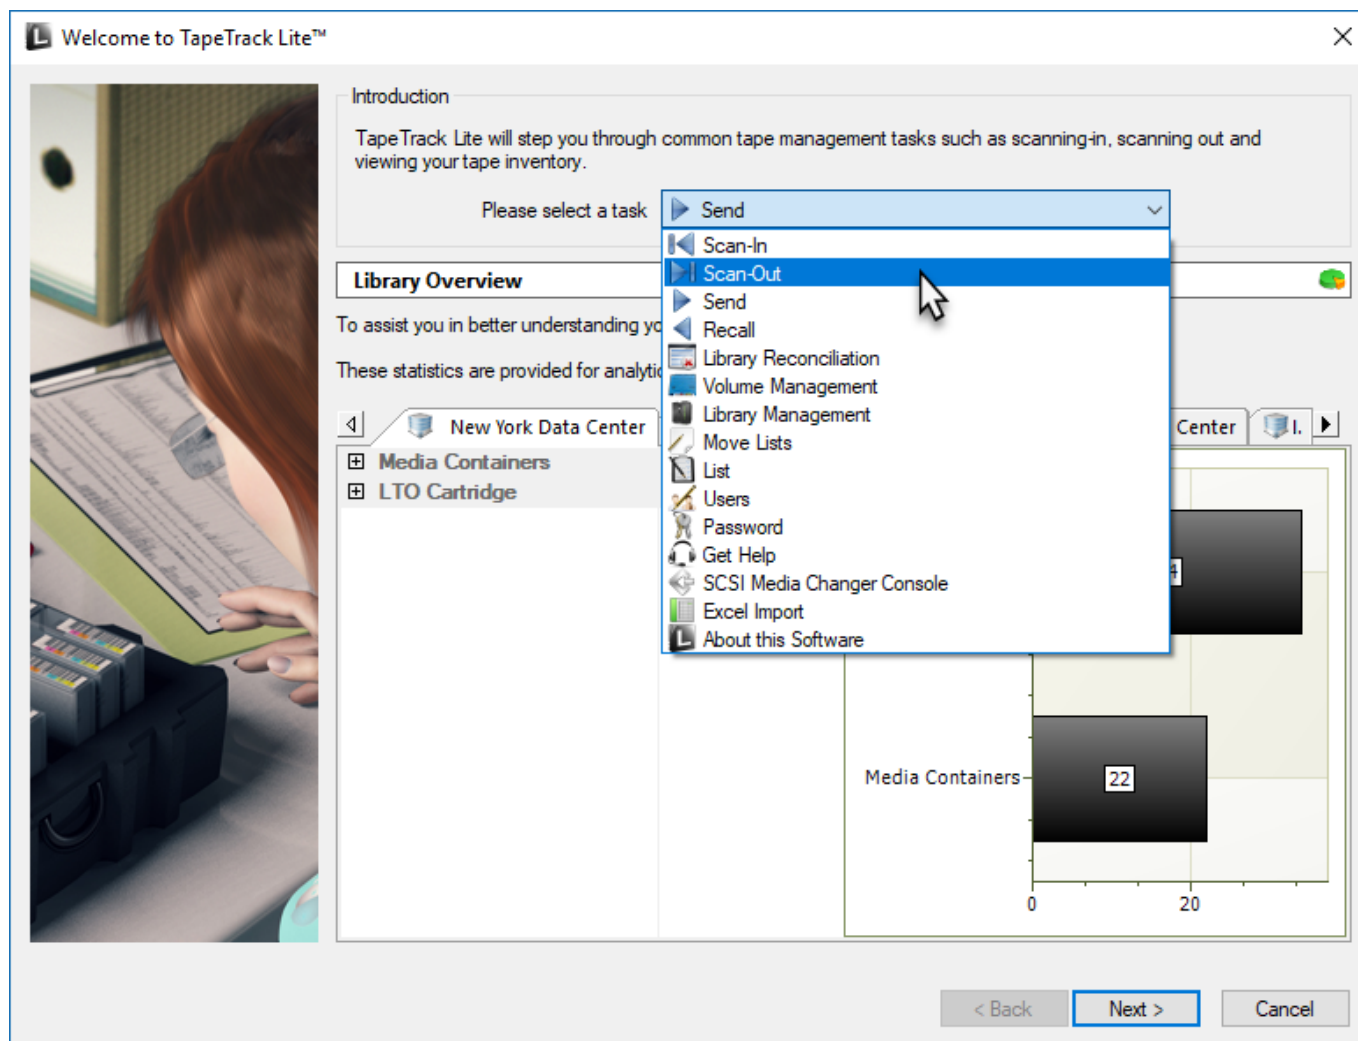 Welcome to TapeTrack Lite™
Introduction
TapeTrack Lite will step you through common tape management tasks such as scanning-in, scanning out and
viewing your tape inventory.
Please select a task
Send
Scan-In
Scan-Out
Send
Recall
Library Reconciliation
Volume Management
Library Management
Move Lists
List
Users
Password
Get Help
SCSI Media Changer Console
Excel Import
About this Software
Library Overview
To assist you in better understanding
These statistics are provided for
New York Data Center
Center
Media Containers
LTO Cartridge
4
Media Containers
22
0
20
< Back
Next >
Cancel